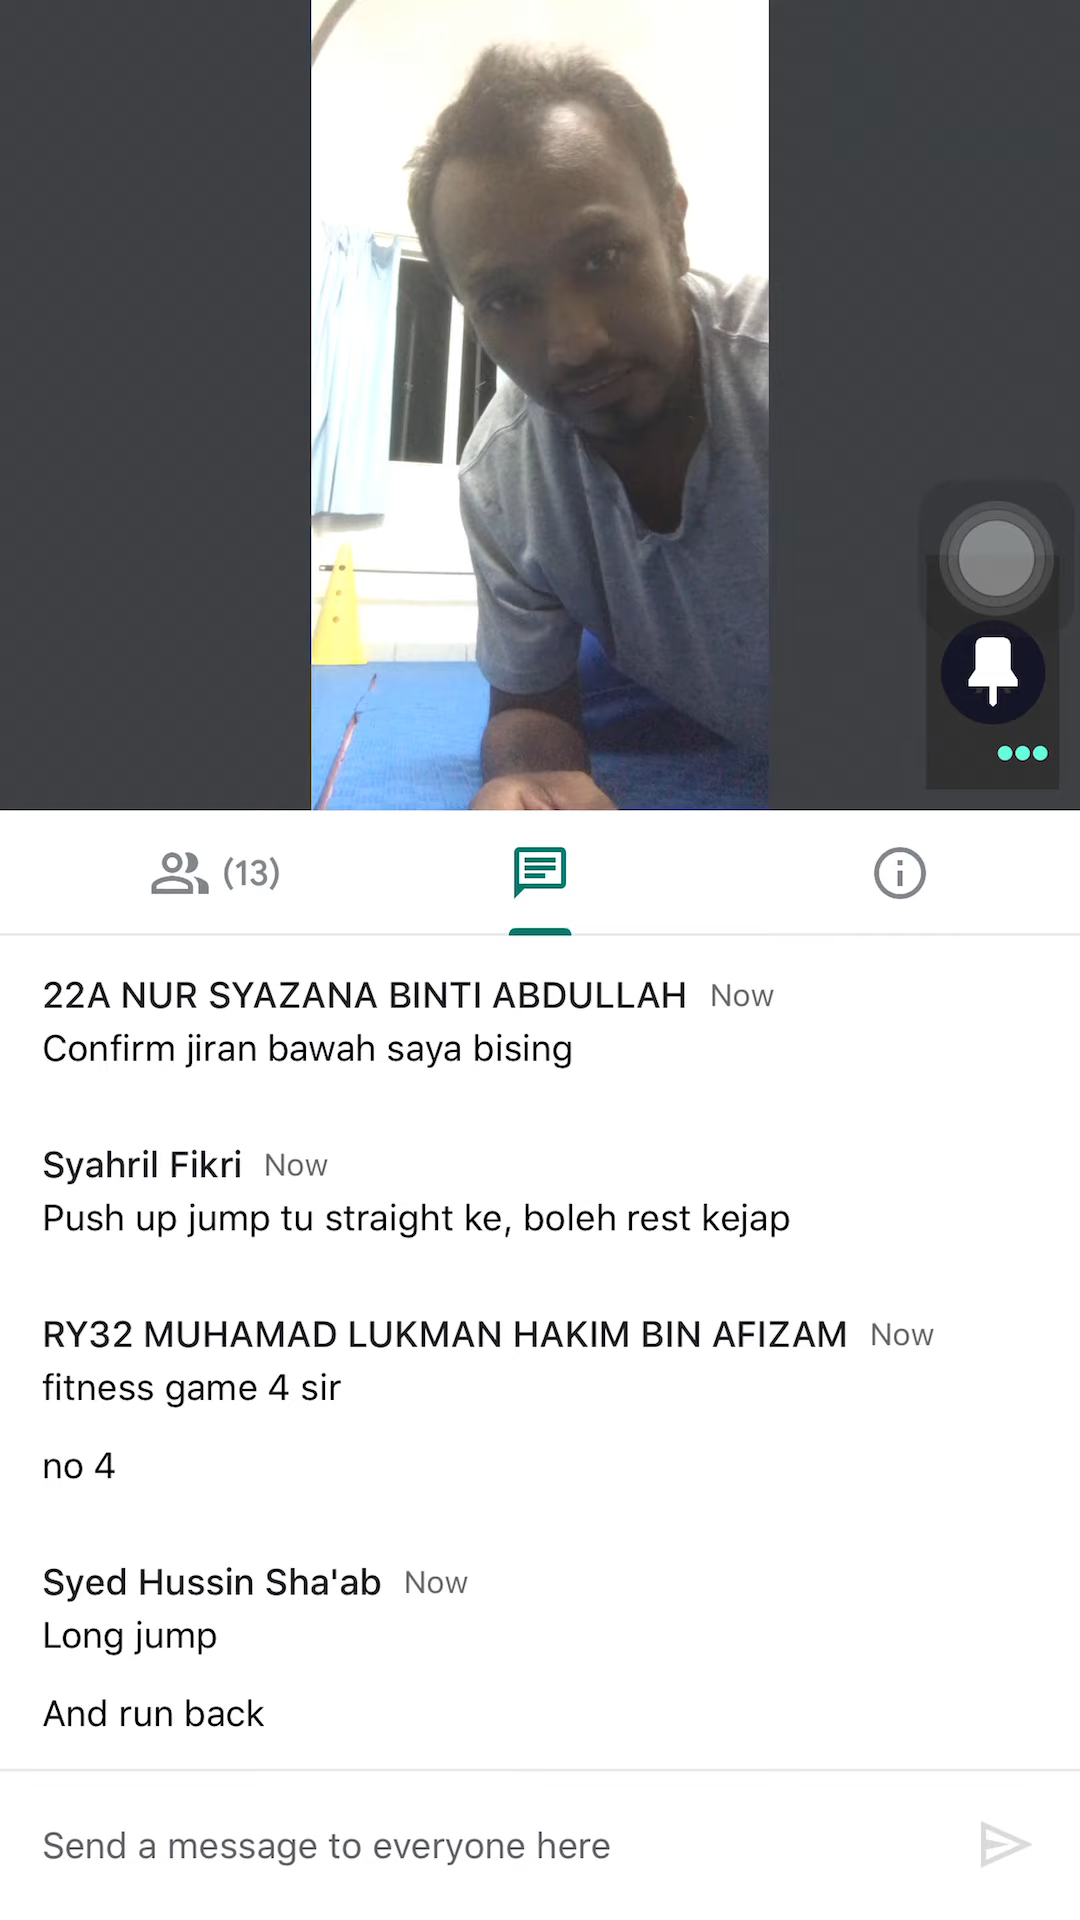 (13)
22A NUR SYAZANA BINTI ABDULLAH Now
Confirm jiran bawah saya bising
Syahril Fikri Now
Push up jump tu straight ke, boleh rest kejap
RY32 MUHAMAD LUKMAN HAKIM BIN AFIZAM Now
fitness game 4 sir
no 4
Syed Hussin Sha'ab Now
Long jump
And run back
Send a message to everyone here